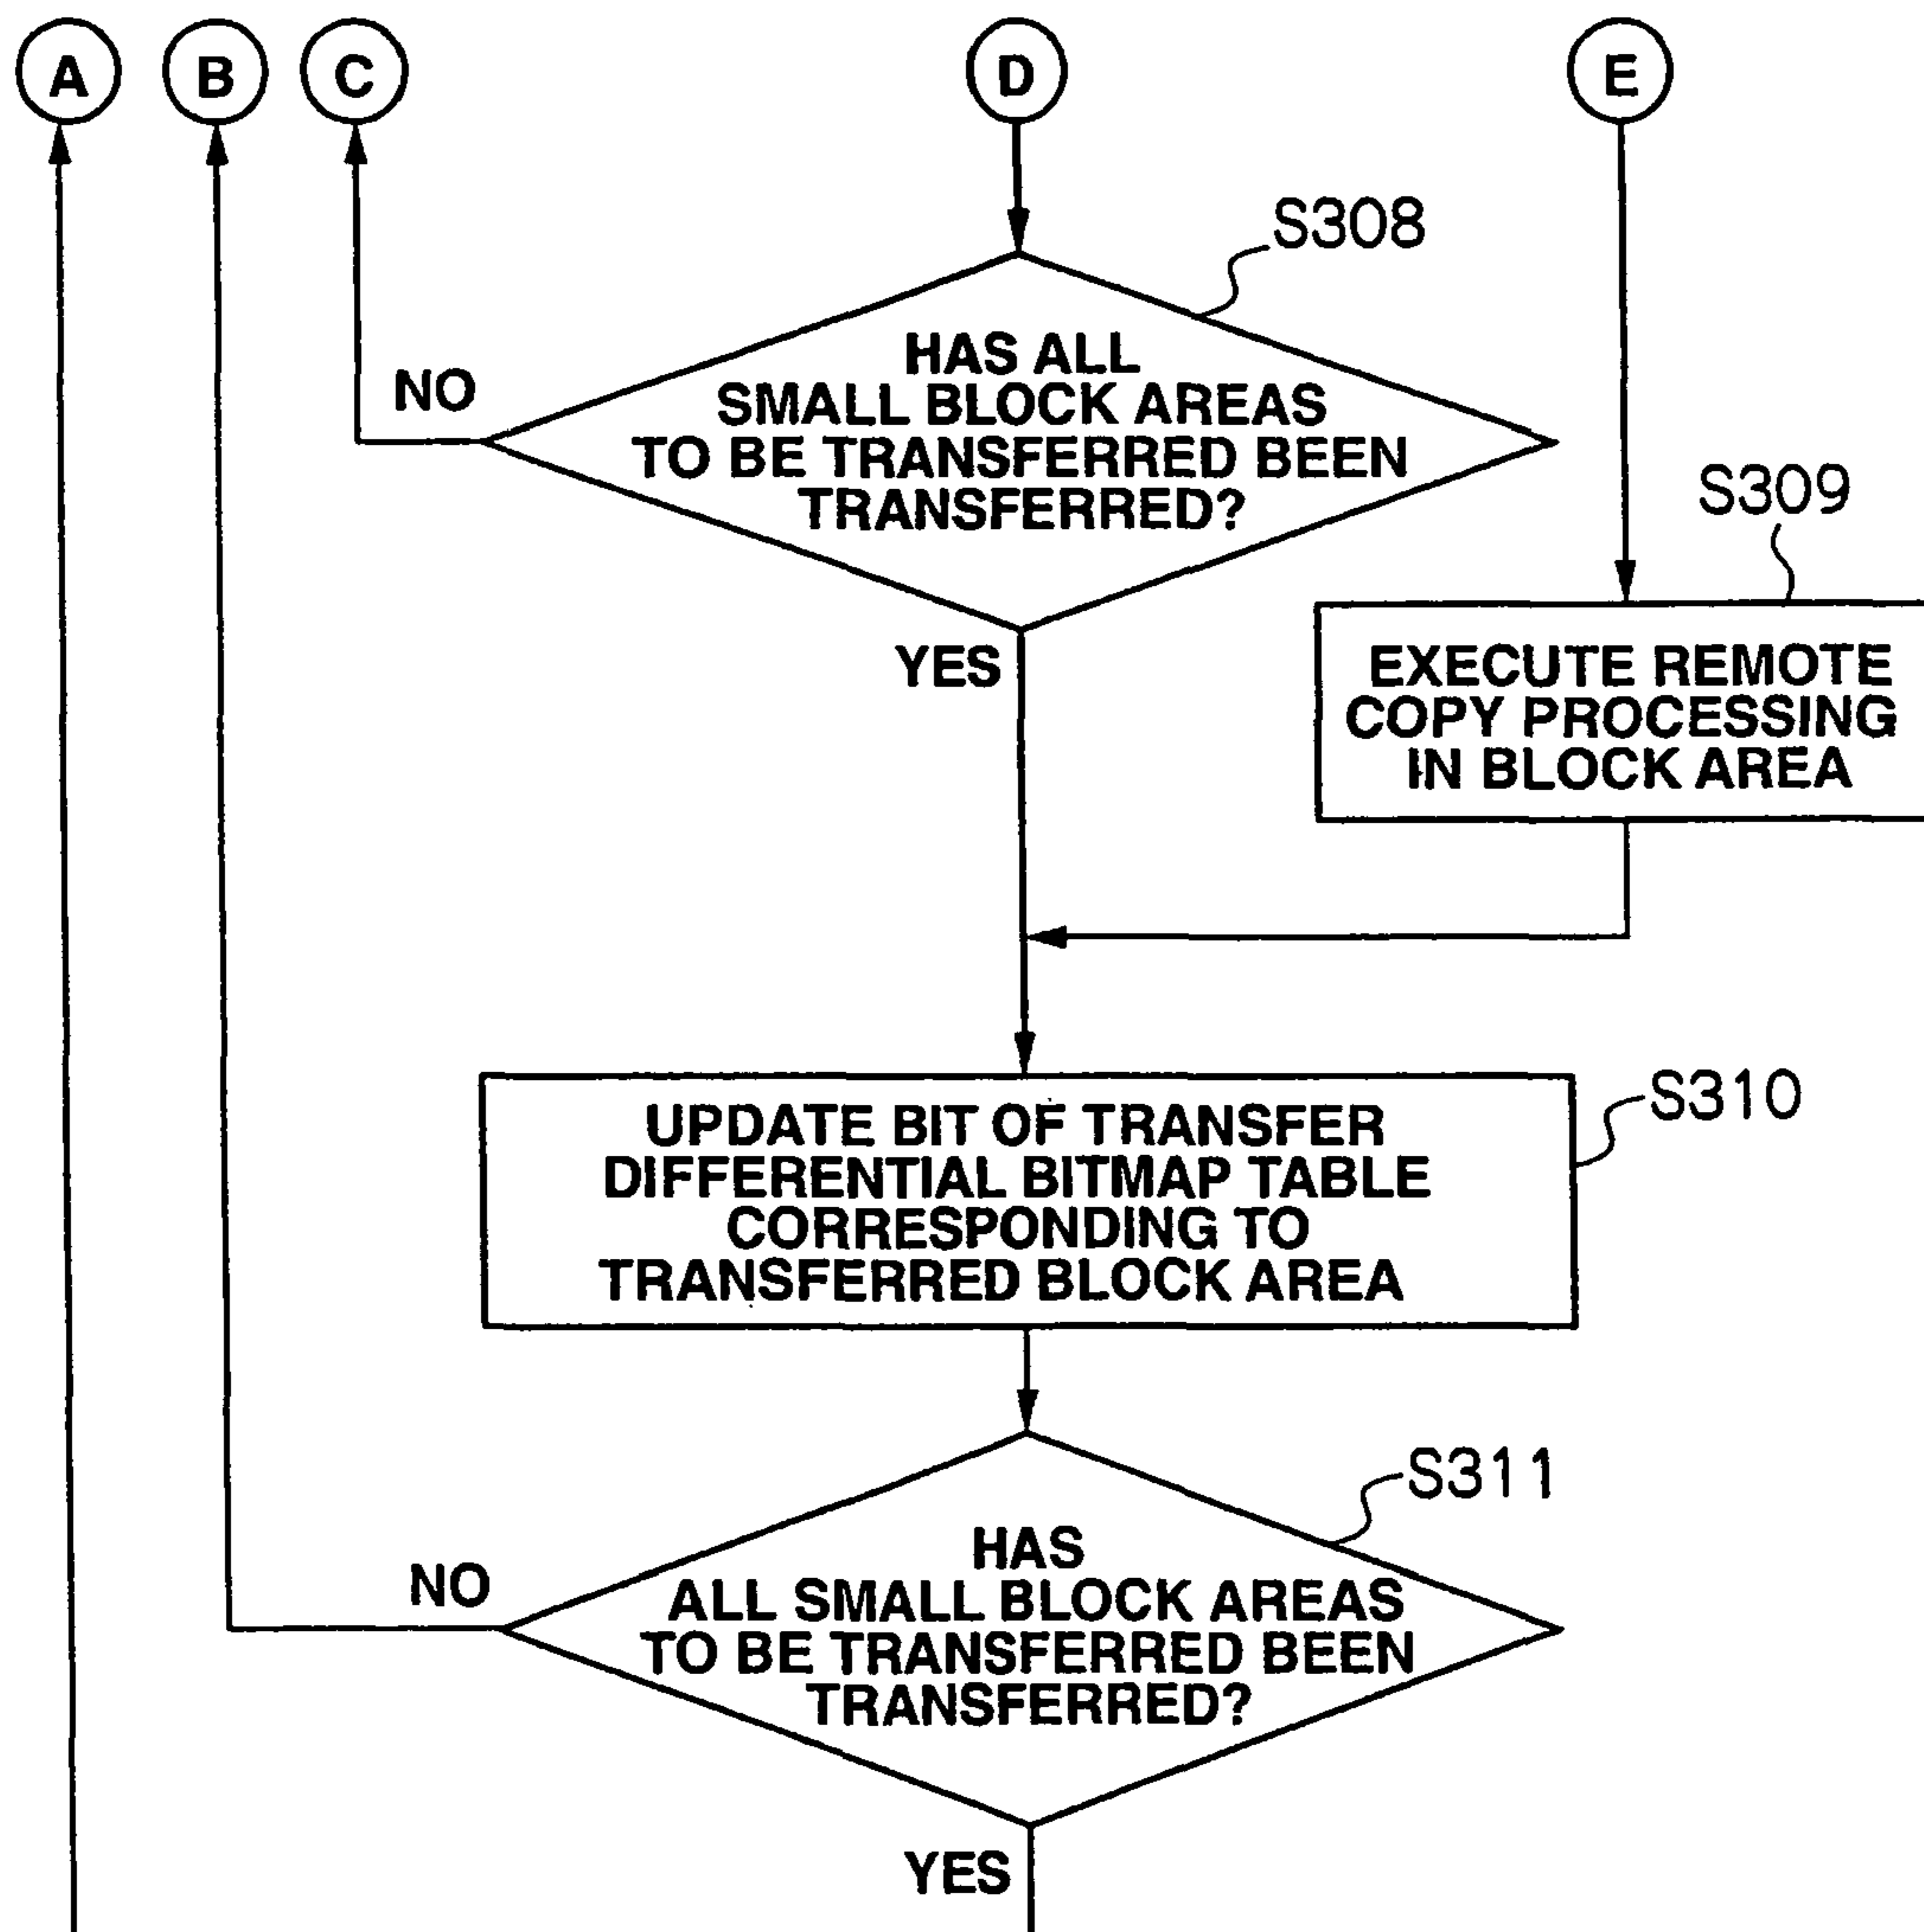 A B C D E
S308
HAS ALL
SMALL BLOCK AREAS
TO BE TRANSFERRED BEEN
TRANSFERRED?
NO
YES
S309
EXECUTE REMOTE
COPY PROCESSING
IN BLOCK AREA
S310
UPDATE BIT OF TRANSFER
DIFFERENTIAL BITMAP TABLE
CORRESPONDING TO
TRANSFERRED BLOCK AREA
S311
HAS
ALL SMALL BLOCK AREAS
TO BE TRANSFERRED BEEN
TRANSFERRED?
NO
YES